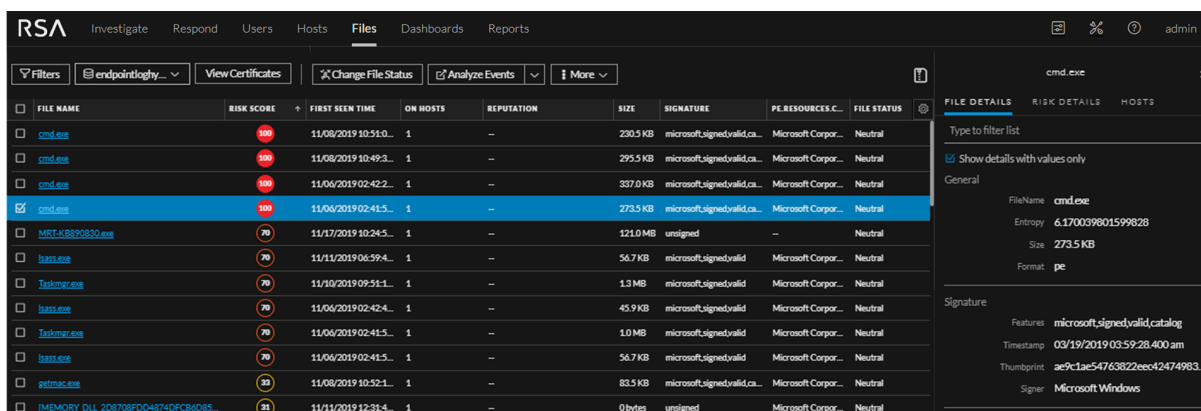 RSA Investigate Respond Users Hosts Files Dashboards Reports admin
Filters endpointloghy... View Certificates Change File Status Analyze Events More
FILE NAME RISK SCORE ↑ FIRST SEEN TIME ON HOSTS REPUTATION SIZE SIGNATURE PE.RESOURCES.C... FILE STATUS
cmd.exe 100 11/08/2019 10:51:0... 1 -- 230.5 KB microsoft,signed,valid,ca... Microsoft Corpor... Neutral
cmd.exe 100 11/08/2019 10:49:3... 1 -- 295.5 KB microsoft,signed,valid,ca... Microsoft Corpor... Neutral
cmd.exe 100 11/06/2019 02:42:2... 1 -- 337.0 KB microsoft,signed,valid,ca... Microsoft Corpor... Neutral
cmd.exe 100 11/06/2019 02:41:5... 1 -- 273.5 KB microsoft,signed,valid,ca... Microsoft Corpor... Neutral
MRT-KB890830.exe 70 11/17/2019 10:24:5... 1 -- 121.0 MB unsigned -- Neutral
lsass.exe 70 11/11/2019 06:59:4... 1 -- 56.7 KB microsoft,signed,valid Microsoft Corpor... Neutral
Taskmgr.exe 70 11/10/2019 09:51:1... 1 -- 1.3 MB microsoft,signed,valid Microsoft Corpor... Neutral
lsass.exe 70 11/06/2019 02:42:4... 1 -- 45.9 KB microsoft,signed,valid Microsoft Corpor... Neutral
Taskmgr.exe 70 11/06/2019 02:41:5... 1 -- 1.0 MB microsoft,signed,valid Microsoft Corpor... Neutral
lsass.exe 70 11/06/2019 02:41:5... 1 -- 56.7 KB microsoft,signed,valid Microsoft Corpor... Neutral
getmac.exe 33 11/08/2019 10:52:1... 1 -- 83.5 KB microsoft,signed,valid,ca... Microsoft Corpor... Neutral
[MEMORY_DLL_2D8708FDD4874DFCB6D85... 31 11/11/2019 12:31:4... 1 -- 0 bytes unsigned -- Neutral
cmd.exe
FILE DETAILS RISK DETAILS HOSTS
Type to filter list
Show details with values only
General
FileName cmd.exe
Entropy 6.170039801599828
Size 273.5 KB
Format pe
Signature
Features microsoft,signed,valid,catalog
Timestamp 03/19/2019 03:59:28.400 am
Thumbprint ae9c1ae54763822eec42474983...
Signer Microsoft Windows